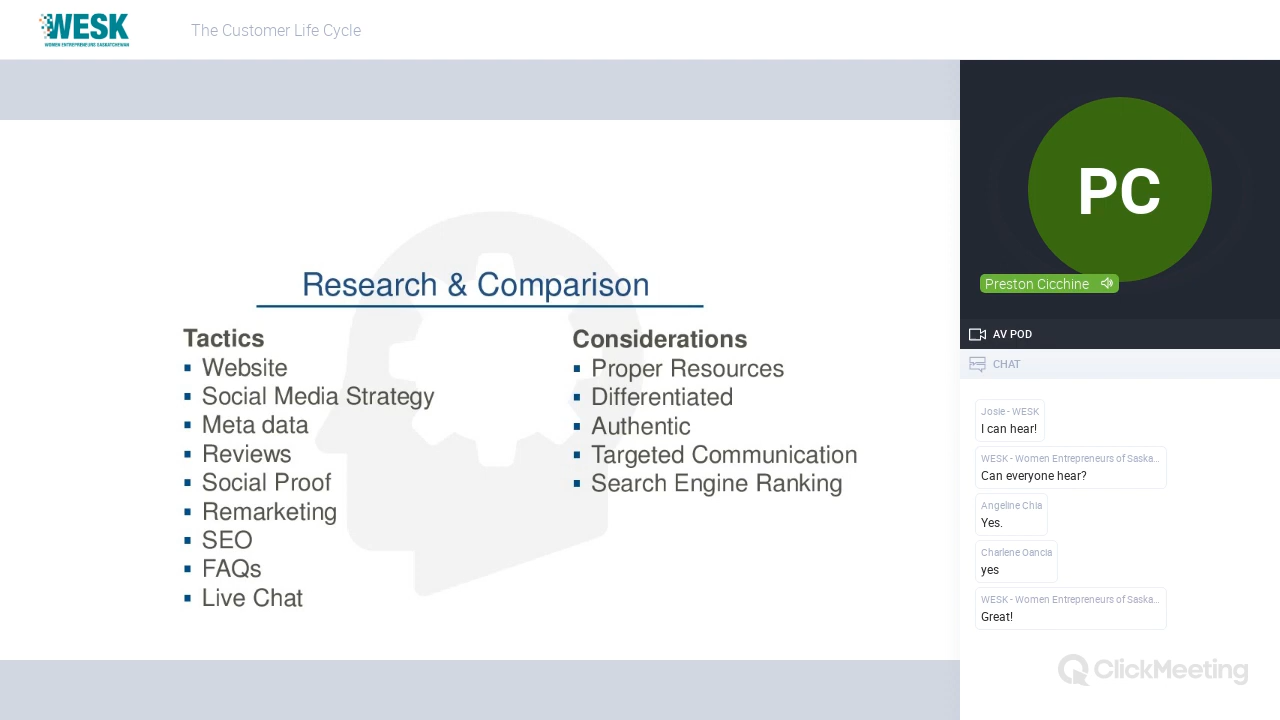 WESK
WOMEN ENTREPRENEURS SASKATCHEWAN
The Customer Life Cycle
Research & Comparison
Tactics
Website
Social Media Strategy
Meta data
Reviews
Social Proof
Remarketing
SEO
FAQs
Live Chat
Considerations
Proper Resources
Differentiated
Authentic
Targeted Communication
Search Engine Ranking
PC
Preston Cicchine
AV POD
CHAT
Josie - WESK
I can hear!
WESK - Women Entrepreneurs of Saska...
Can everyone hear?
Angeline Chia
Yes.
Charlene Oancia
yes
WESK - Women Entrepreneurs of Saska...
Great!
ClickMeeting